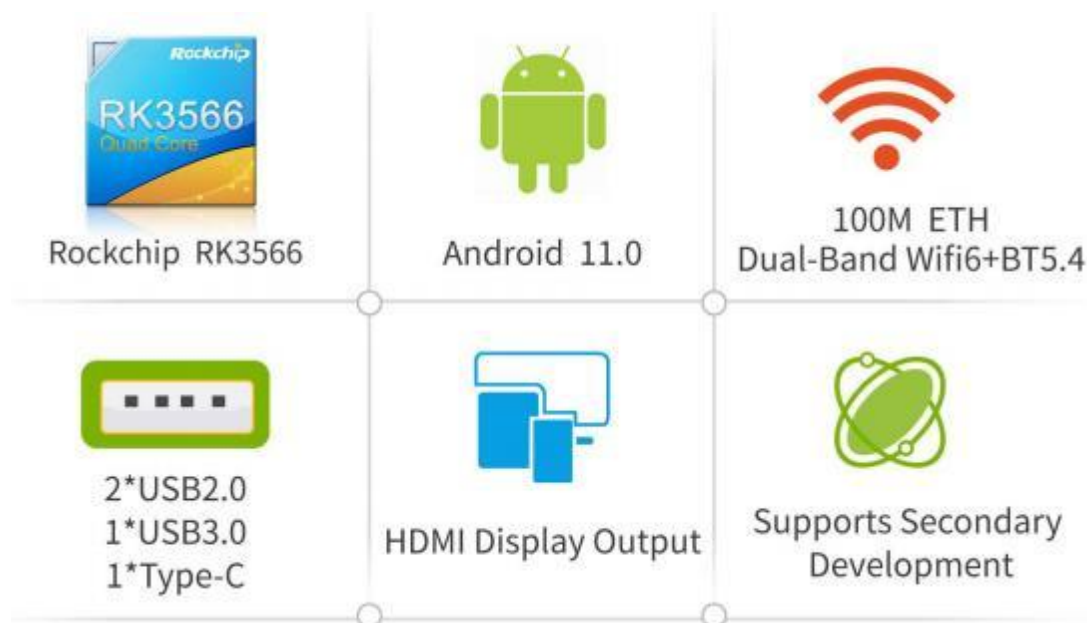 Rockchip
RK3566
Quad Core
Rockchip RK3566
Android 11.0
100M ETH
Dual-Band Wifi6+BT5.4
2*USB2.0
1*USB3.0
1*Type-C
HDMI Display Output
Supports Secondary
Development